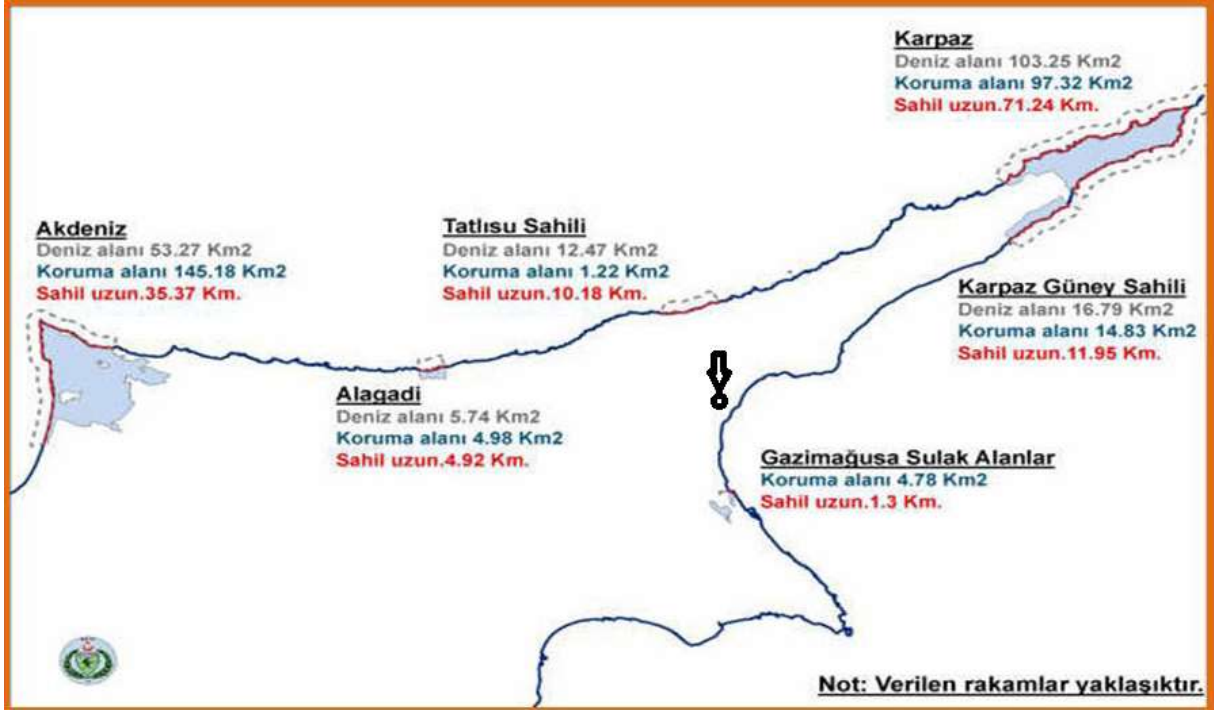 Karpaz
Deniz alanı 103.25 Km2
Koruma alanı 97.32 Km2
Sahil uzun.71.24 Km.
Akdeniz
Deniz alanı 53.27 Km2
Koruma alanı 145.18 Km2
Sahil uzun.35.37 Km.
Tatlısu Sahili
Deniz alanı 12.47 Km2
Koruma alanı 1.22 Km2
Sahil uzun.10.18 Km.
Karpaz Güney Sahili
Deniz alanı 16.79 Km2
Koruma alanı 14.83 Km2
Sahil uzun.11.95 Km.
Alagadi
Deniz alanı 5.74 Km2
Koruma alanı 4.98 Km2
Sahil uzun.4.92 Km.
Gazimağusa Sulak Alanlar
Koruma alanı 4.78 Km2
Sahil uzun.1.3 Km.
Not: Verilen rakamlar yaklaşıktır.